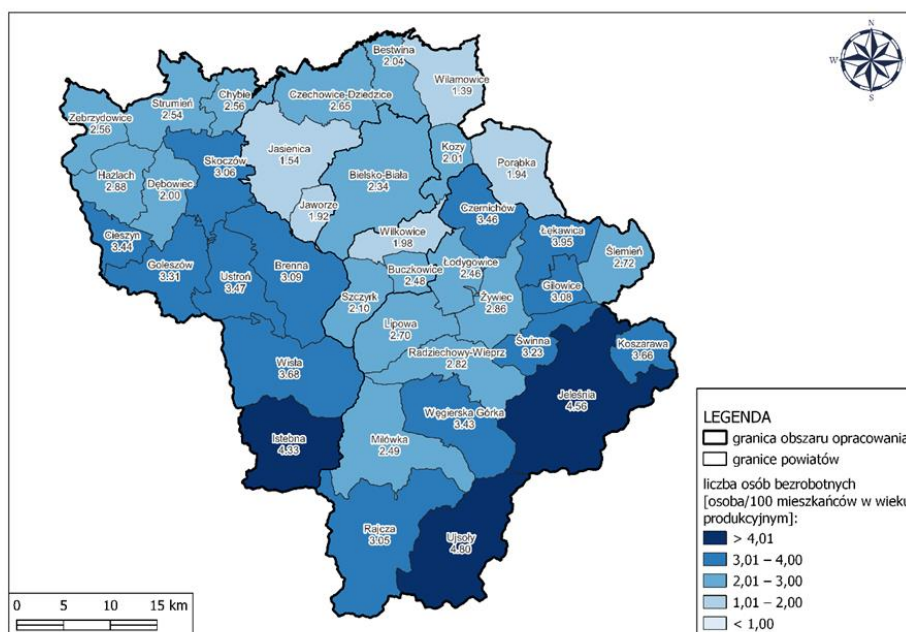 N
W
S
Bestwina
2.04
Wilamowice
1.39
Chybie
2.56
Czechowice-Dziedzice
2.65
Strumień
2.54
Zebrzydowice
2.56
Kozy
2.01
Jasienica
1.54
Skoczów
3.06
Porąbka
1.94
Hażlach
2.88
Bielsko-Biała
2.34
Dębowiec
2.00
Jaworze
1.92
Czernichów
3.46
Cieszyn
3.44
Wilkowice
1.98
Łękawica
3.95
Ślemień
2.72
Goleszów
3.31
Ustroń
3.47
Brenna
3.09
Buczkowice
2.48
Łodygowice
2.46
Gilowice
3.08
Szczyrk
2.10
Żywiec
2.86
Lipowa
2.70
Świnna
3.23
Koszarawa
3.66
Radziechowy-Wieprz
2.82
Wisła
3.68
Jeleśnia
4.56
Węgierska Górka
3.43
Istebna
4.33
Milówka
2.49
Rajcza
3.05
Ujsoły
4.80
LEGENDA
granica obszaru opracowania
granice powiatów
liczba osób bezrobotnych
[osoba/100 mieszkańców w wieku
produkcyjnym]:
> 4,01
3,01 – 4,00
2,01 – 3,00
1,01 – 2,00
< 1,00
0 5 10 15 km